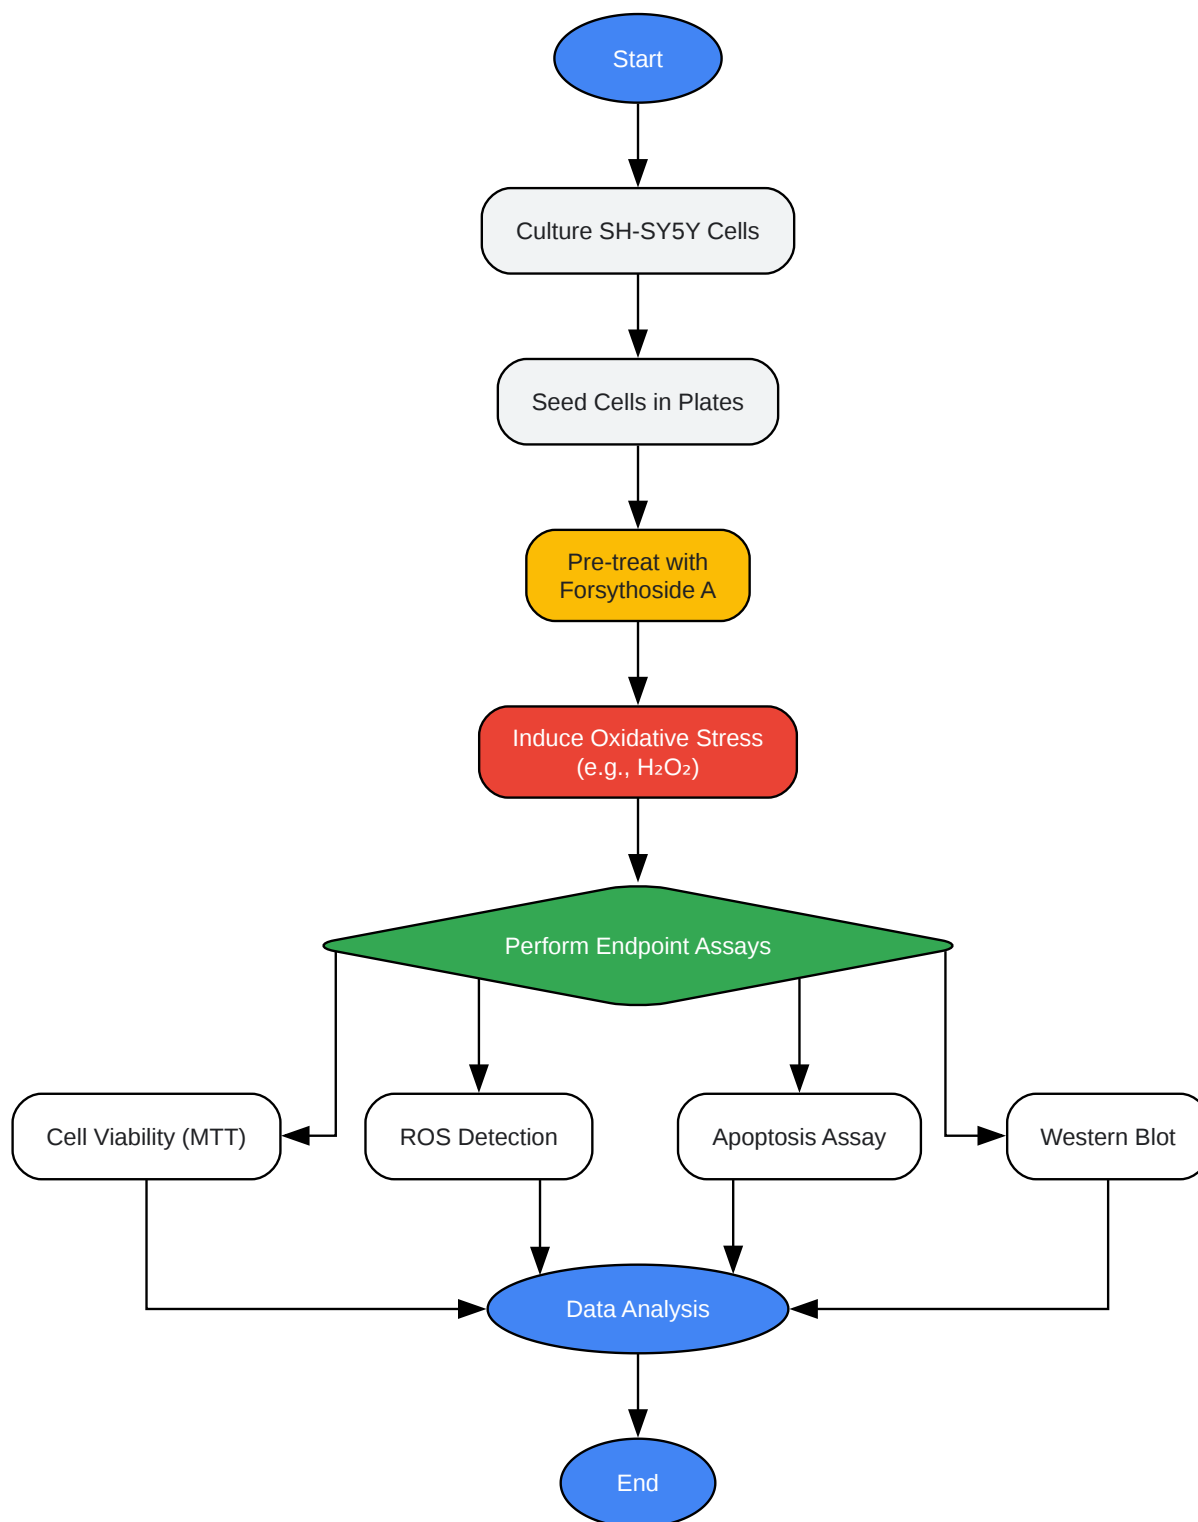 Start
Culture SH-SY5Y Cells
Seed Cells in Plates
Pre-treat with
Forsythoside A
Induce Oxidative Stress
(e.g., H₂O₂)
Perform Endpoint Assays
Cell Viability (MTT)
ROS Detection
Apoptosis Assay
Western Blot
Data Analysis
End